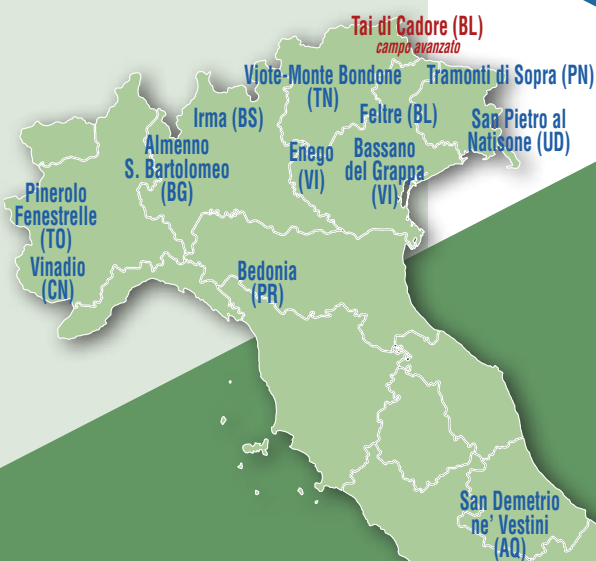 Tai di Cadore (BL)
campo avanzato
Viote-Monte Bondone
(TN)
Tramonti di Sopra (PN)
Irma (BS)
Feltre (BL)
San Pietro al
Natisone (UD)
Almenno
S. Bartolomeo
(BG)
Enego
(VI)
Bassano
del Grappa
(VI)
Pinerolo
Fenestrelle
(TO)
Vinadio
(CN)
Bedonia
(PR)
San Demetrio
ne' Vestini
(AQ)